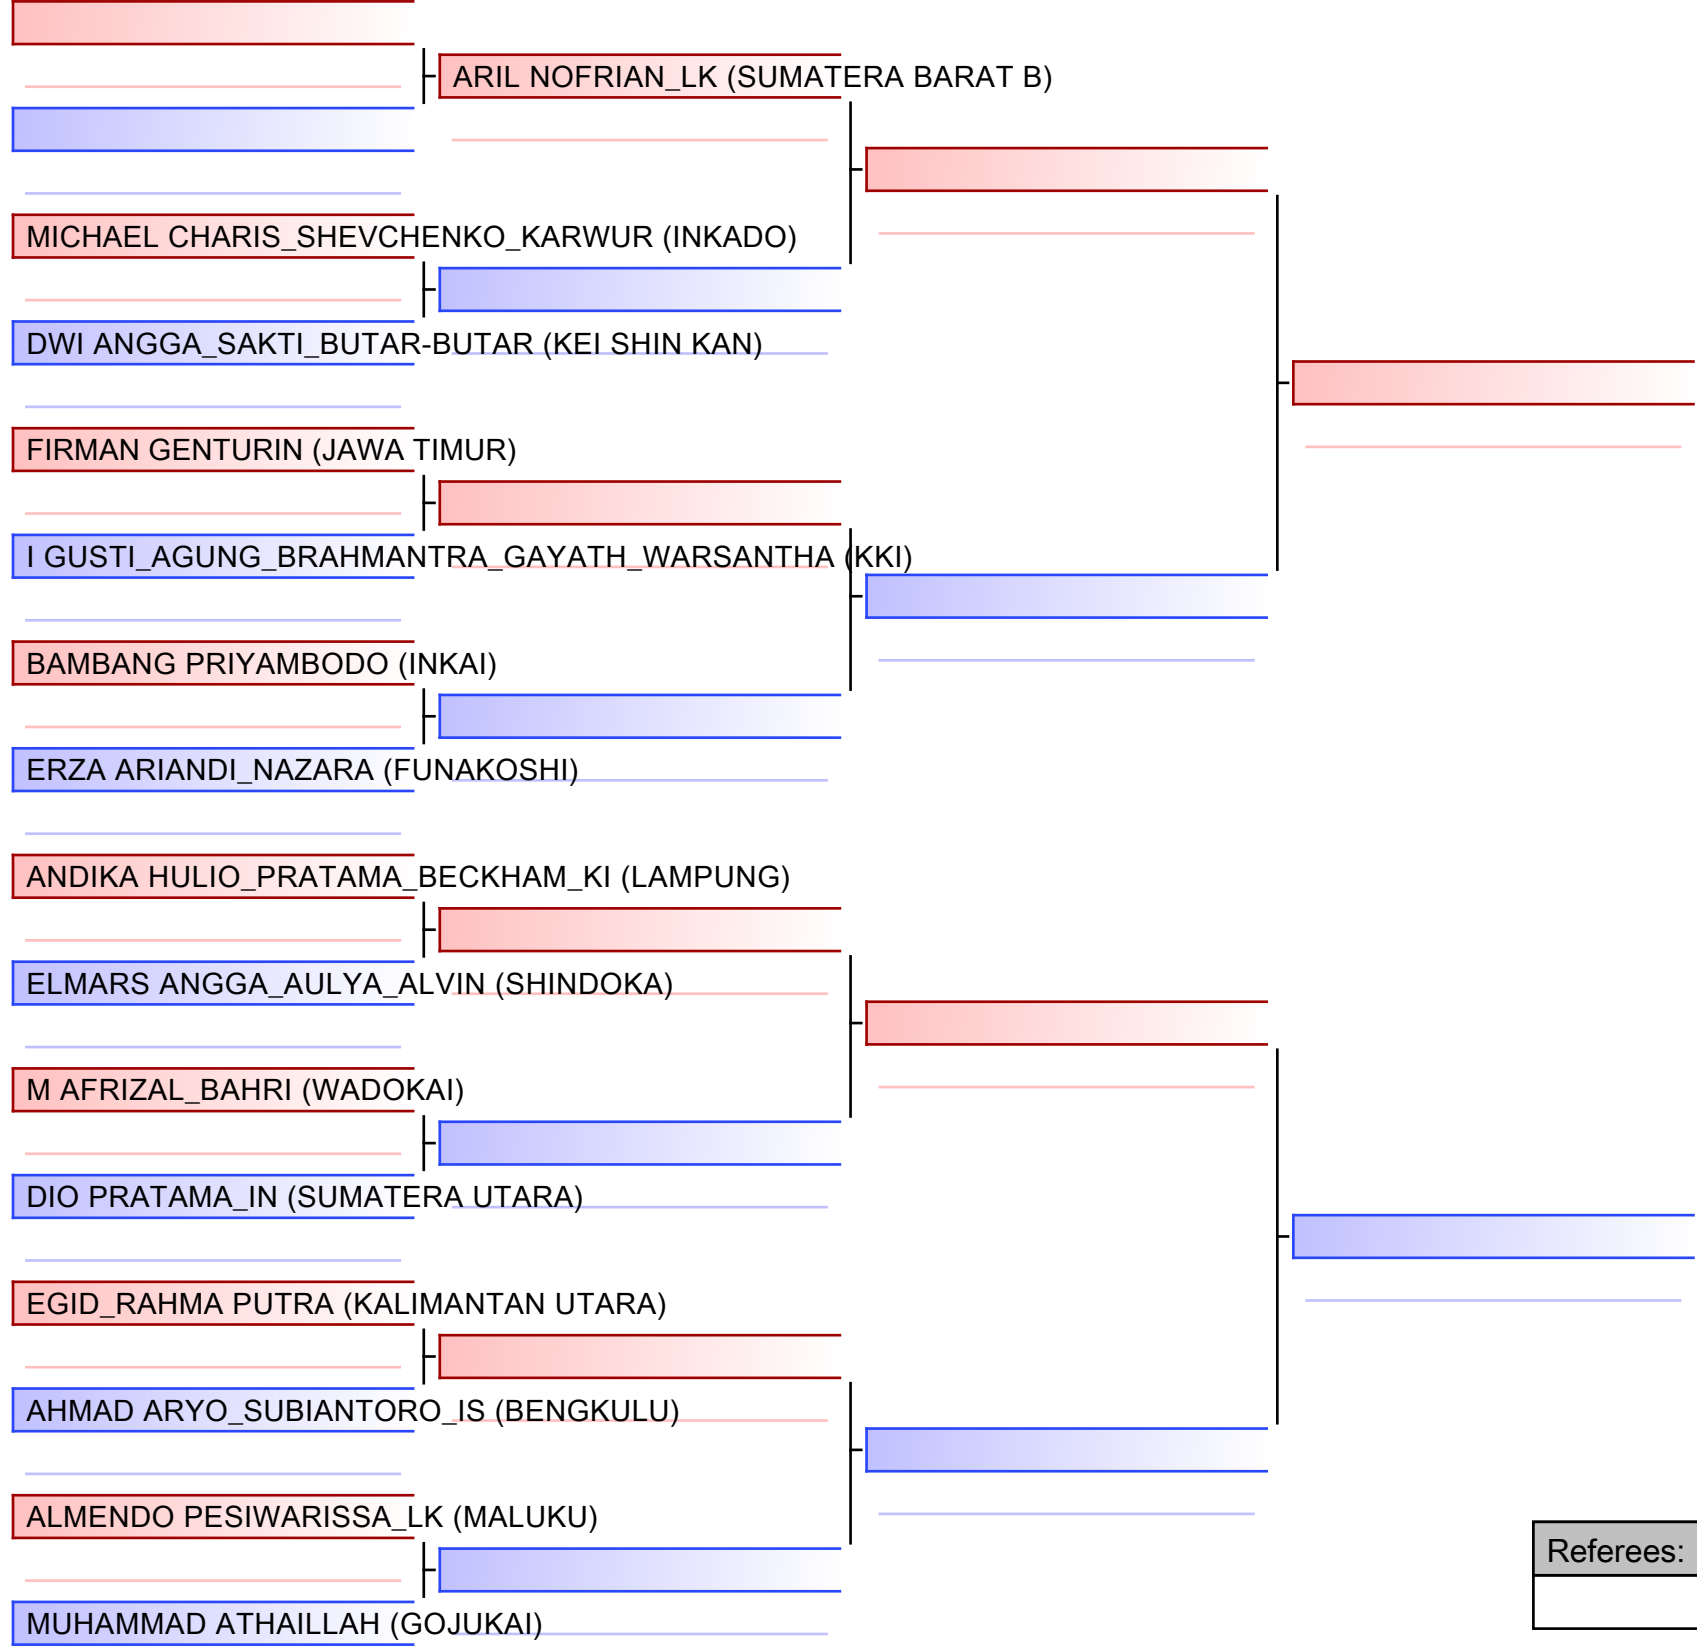 ARIL NOFRIAN_LK (SUMATERA BARAT B)
MICHAEL CHARIS_SHEVCHENKO_KARWUR (INKADO)
DWI ANGGA_SAKTI_BUTAR-BUTAR (KEI SHIN KAN)
FIRMAN GENTURIN (JAWA TIMUR)
I GUSTI_AGUNG_BRAHMANTRA_GAYATH_WARSANTHA (KKI)
BAMBANG PRIYAMBODO (INKAI)
ERZA ARIANDI_NAZARA (FUNAKOSHI)
ANDIKA HULIO_PRATAMA_BECKHAM_KI (LAMPUNG)
ELMARS ANGGA_AULYA_ALVIN (SHINDOKA)
M AFRIZAL_BAHRI (WADOKAI)
DIO PRATAMA_IN (SUMATERA UTARA)
EGID_RAHMA PUTRA (KALIMANTAN UTARA)
AHMAD ARYO_SUBIANTORO_IS (BENGKULU)
ALMENDO PESIWARISSA_LK (MALUKU)
Referees:
MUHAMMAD ATHAILLAH (GOJUKAI)